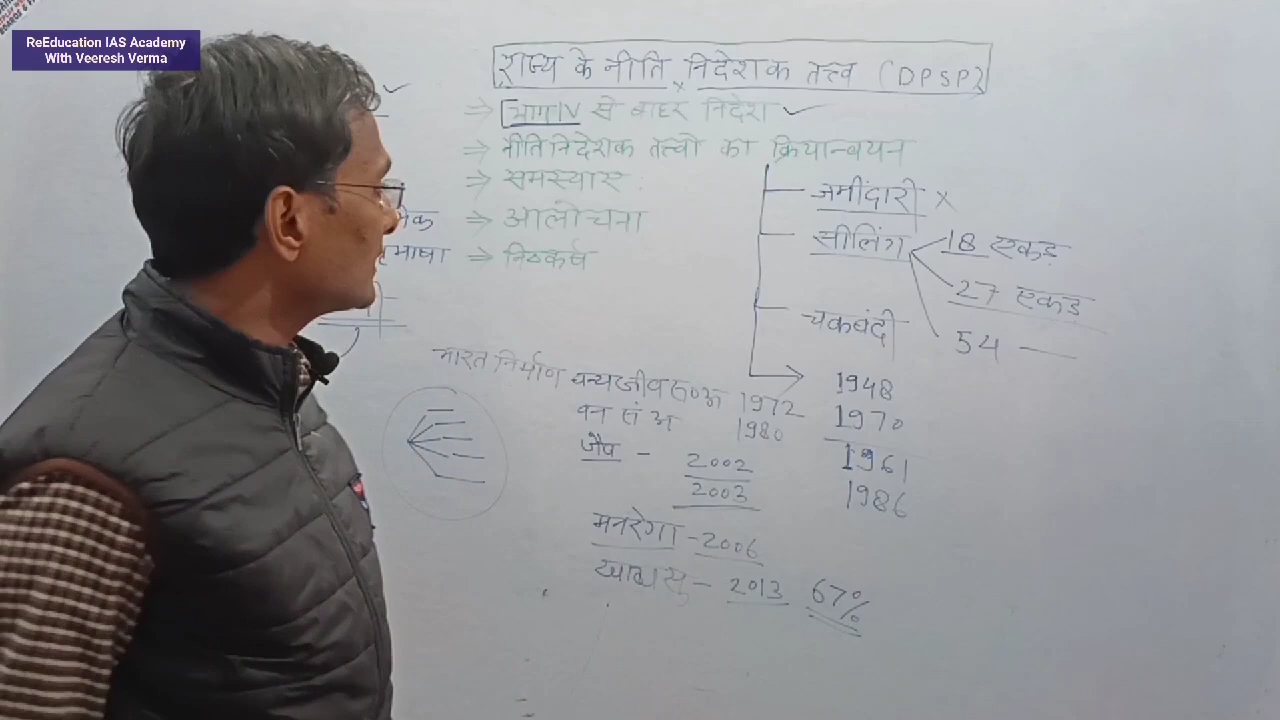 ReEducation IAS Academy
With Veeresh Verma
राज्य के नीति निदेशक तत्त्व (DPSP)
⇒ भाग IV से बाहर निदेश ✓
⇒ नीति निदेशक तत्त्वो का क्रियान्वयन
⇒ समस्याएं :
⇒ आलोचना
⇒ निष्कर्ष
भाषा
जमींदारी ×
सीलिंग
18 एकड़
27 एकड
54 —
चकबंदी
भारत निर्माण
वन्यजीव सं०अ 1972
वन सं अ 1980
जैव - 2002
2003
1948
1970
1961
1986
मनरेगा - 2006
खाद्य सु - 2013 67%